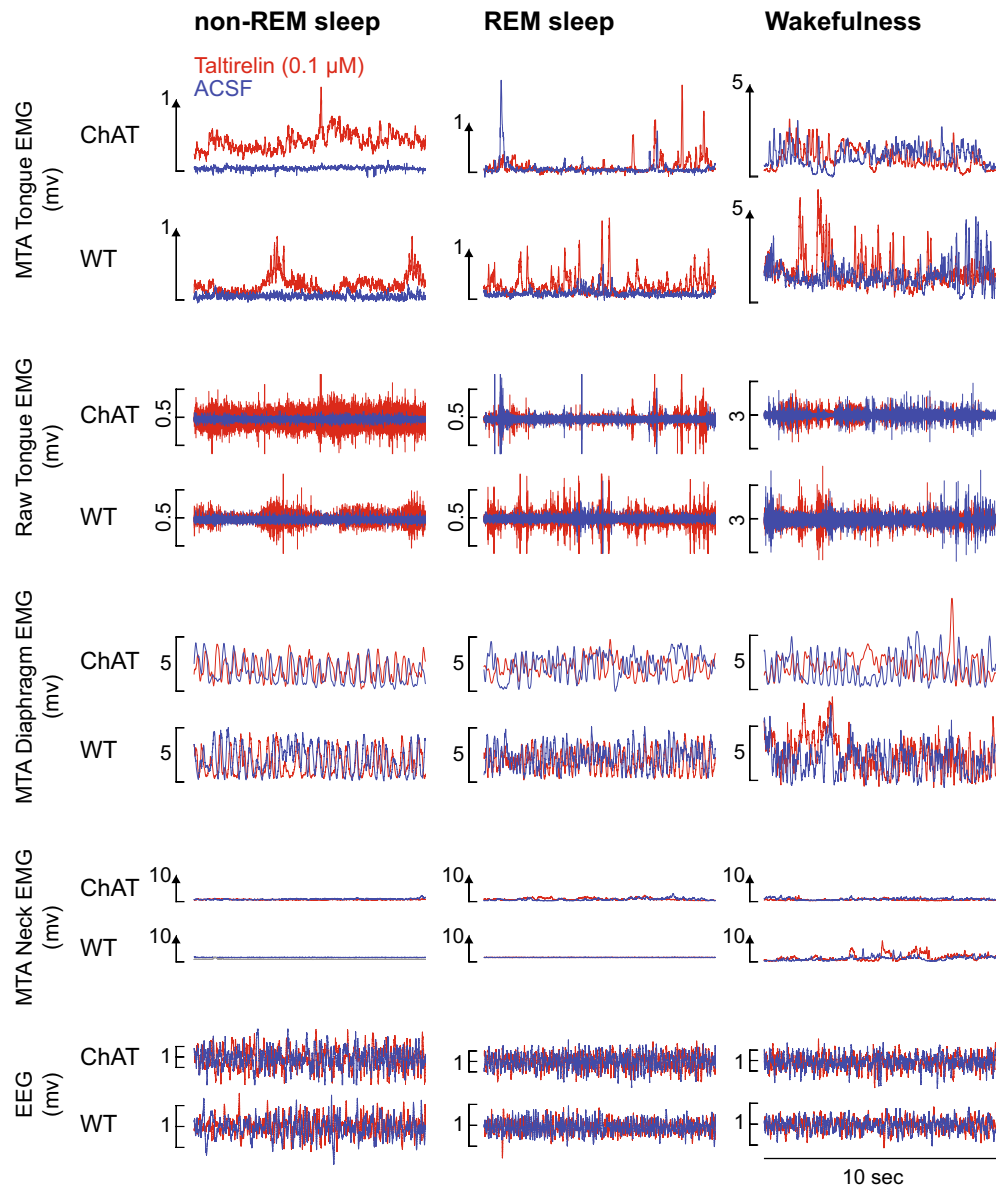 non-REM sleep REM sleep Wakefulness
Taltirelin (0.1 µM)
ACSF
MTA Tongue EMG
(mv)
ChAT 1 1 5
WT 1 1 5
Raw Tongue EMG
(mv)
ChAT 0.5 0.5 3
WT 0.5 0.5 3
MTA Diaphragm EMG
(mv)
ChAT 5 5 5
WT 5 5 5
MTA Neck EMG
(mv)
ChAT 10 10 10
WT 10 10 10
EEG
(mv)
ChAT 1 1 1
WT 1 1 1
10 sec